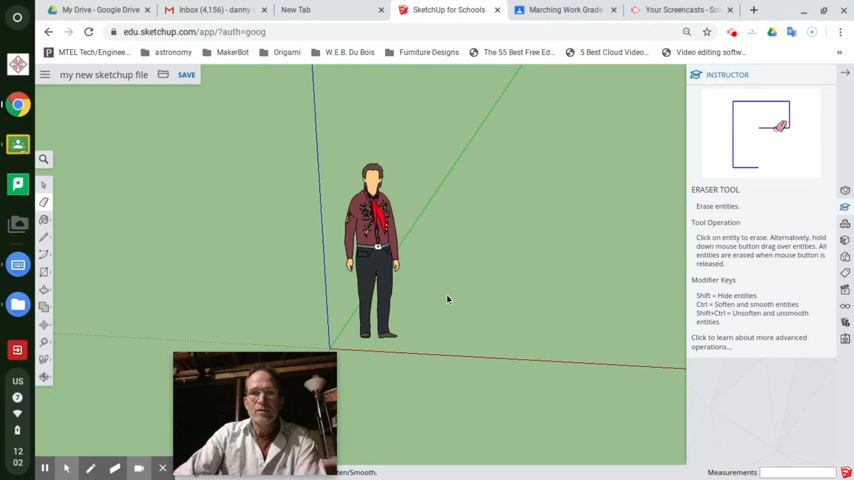 My Drive - Google Drive
Inbox (4,156) - danny a
New Tab
SketchUp for Schools
Marching Work Grade
Your Screencasts - Scr
edu.sketchup.com/app/?auth=goog
MTEL Tech/Enginee...
astronomy
MakerBot
Origami
W.E.B. Du Bois
Furniture Designs
The 55 Best Free Ed...
5 Best Cloud Video...
Video editing softw...
my new sketchup file
SAVE
INSTRUCTOR
ERASER TOOL
Erase entities.
Tool Operation
Click on entity to erase. Alternatively, hold
down mouse button drag over entities. All
entities are erased when mouse button is
released.
Modifier Keys
Shift = Hide entities
Ctrl = Soften and smooth entities
Shift+Ctrl = Unsoften and unsmooth
entities
Click to learn about more advanced
operations...
US
7
12
02
ten/Smooth.
Measurements